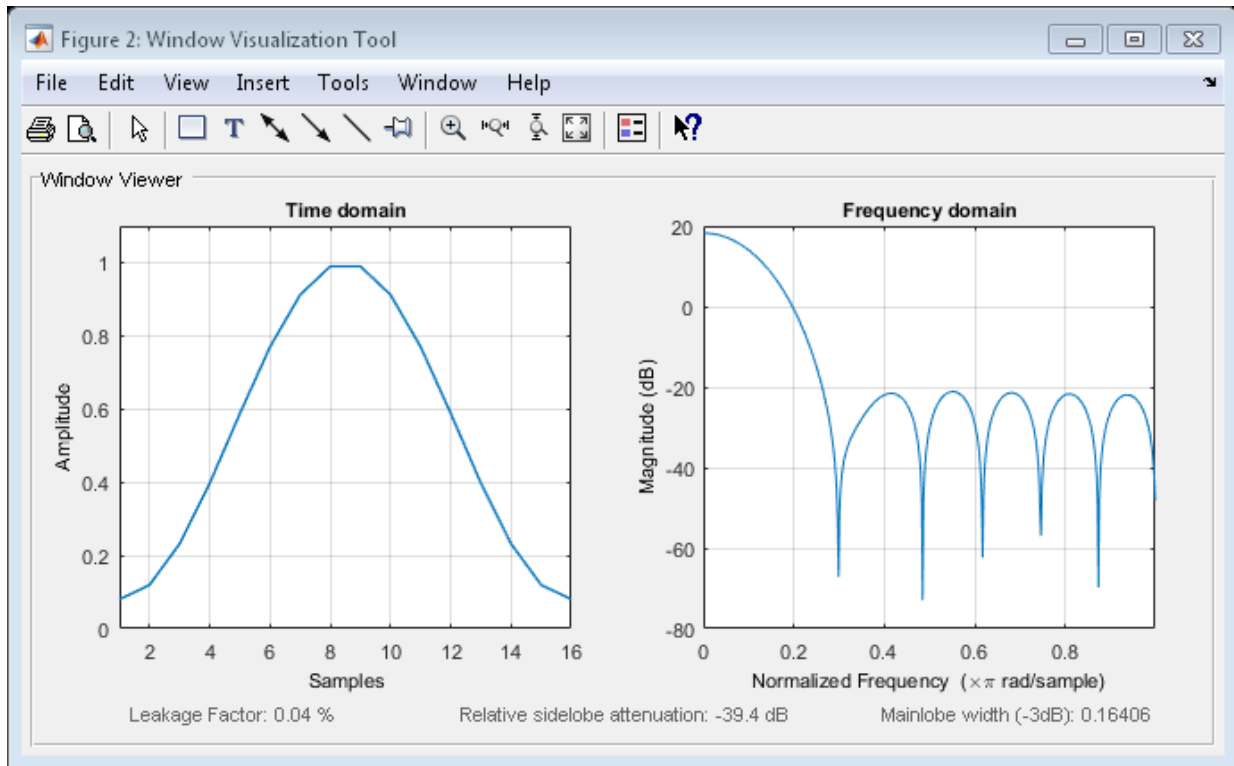 Figure 2: Window Visualization Tool
File Edit View Insert Tools Window Help
T
?
Window Viewer
Time domain
1
0.8
0.6
0.4
0.2
0
Amplitude
2 4 6 8 10 12 14 16
Samples
Frequency domain
20
0
-20
-40
-60
-80
Magnitude (dB)
0 0.2 0.4 0.6 0.8
Normalized Frequency (×π rad/sample)
Leakage Factor: 0.04 % Relative sidelobe attenuation: -39.4 dB Mainlobe width (-3dB): 0.16406